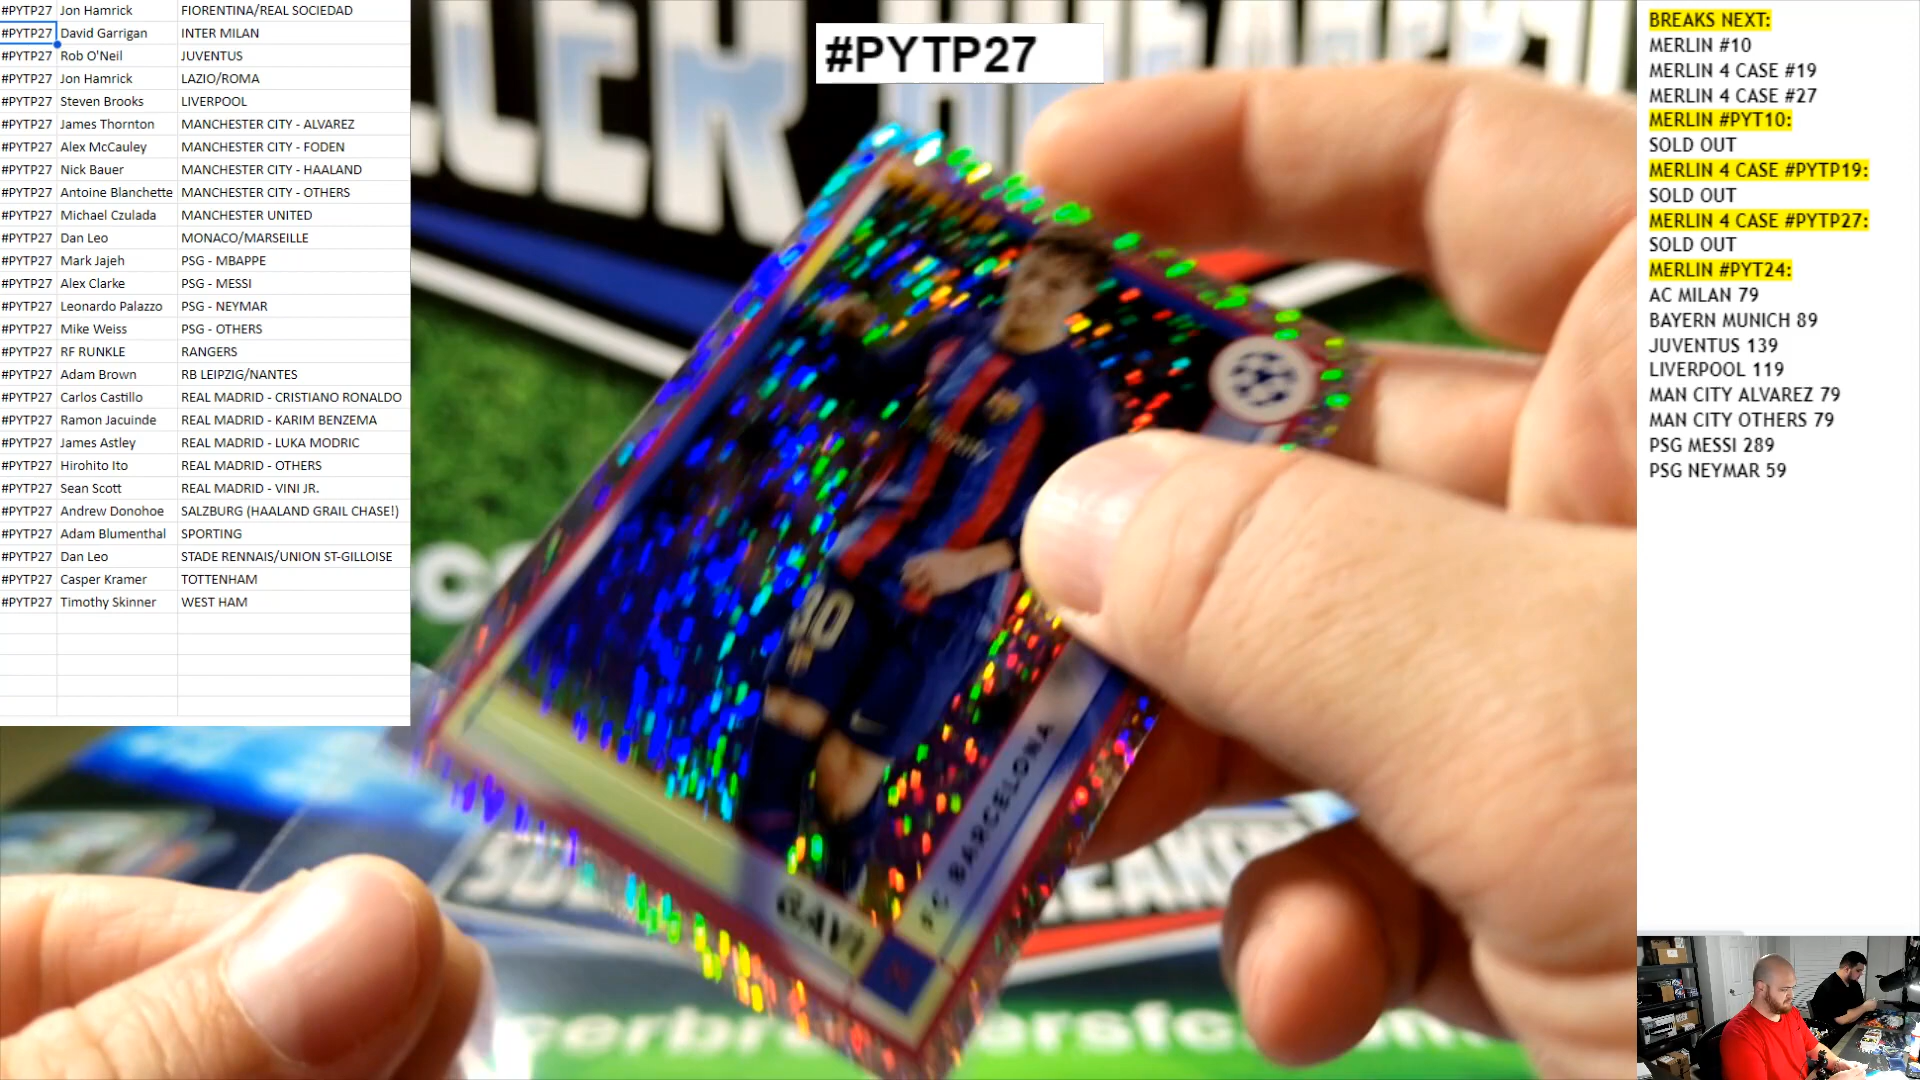 #PYTP27 Jon Hamrick FIORENTINA/REAL SOCIEDAD
#PYTP27 David Garrigan INTER MILAN
#PYTP27 Rob O'Neil JUVENTUS
#PYTP27 Jon Hamrick LAZIO/ROMA
#PYTP27 Steven Brooks LIVERPOOL
#PYTP27 James Thornton MANCHESTER CITY - ALVAREZ
#PYTP27 Alex McCauley MANCHESTER CITY - FODEN
#PYTP27 Nick Bauer MANCHESTER CITY - HAALAND
#PYTP27 Antoine Blanchette MANCHESTER CITY - OTHERS
#PYTP27 Michael Czulada MANCHESTER UNITED
#PYTP27 Dan Leo MONACO/MARSEILLE
#PYTP27 Mark Jajeh PSG - MBAPPE
#PYTP27 Alex Clarke PSG - MESSI
#PYTP27 Leonardo Palazzo PSG - NEYMAR
#PYTP27 Mike Weiss PSG - OTHERS
#PYTP27 RF RUNKLE RANGERS
#PYTP27 Adam Brown RB LEIPZIG/NANTES
#PYTP27 Carlos Castillo REAL MADRID - CRISTIANO RONALDO
#PYTP27 Ramon Jacuinde REAL MADRID - KARIM BENZEMA
#PYTP27 James Astley REAL MADRID - LUKA MODRIC
#PYTP27 Hirohito Ito REAL MADRID - OTHERS
#PYTP27 Sean Scott REAL MADRID - VINI JR.
#PYTP27 Andrew Donohoe SALZBURG (HAALAND GRAIL CHASE!)
#PYTP27 Adam Blumenthal SPORTING
#PYTP27 Dan Leo STADE RENNAIS/UNION ST-GILLOISE
#PYTP27 Casper Kramer TOTTENHAM
#PYTP27 Timothy Skinner WEST HAM
#PYTP27
30
FC BARCELONA
GAVI
BREAKS NEXT:
MERLIN #10
MERLIN 4 CASE #19
MERLIN 4 CASE #27
MERLIN #PYT10:
SOLD OUT
MERLIN 4 CASE #PYTP19:
SOLD OUT
MERLIN 4 CASE #PYTP27:
SOLD OUT
MERLIN #PYT24:
AC MILAN 79
BAYERN MUNICH 89
JUVENTUS 139
LIVERPOOL 119
MAN CITY ALVAREZ 79
MAN CITY OTHERS 79
PSG MESSI 289
PSG NEYMAR 59